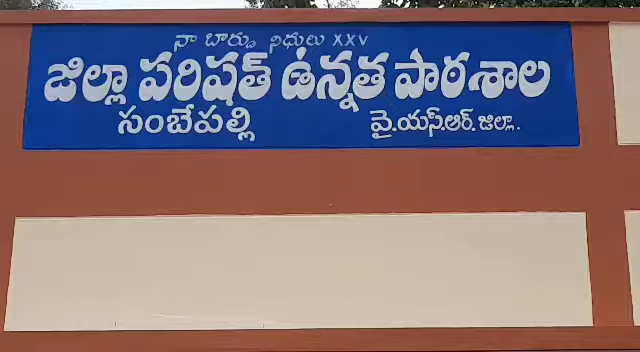 నా బార్డు నిధులు XXV
జిల్లా పరిషత్ ఉన్నత పాఠశాల
సంబేపల్లి వై.యస్.ఆర్. జిల్లా.